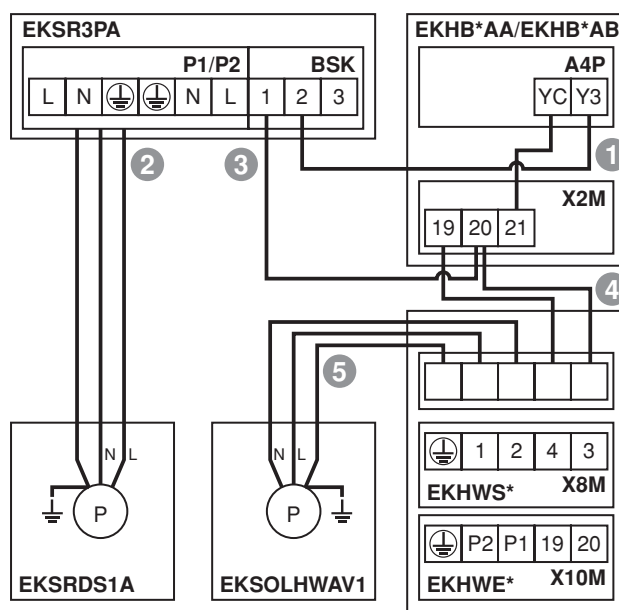 EKSR3PA
P1/P2 BSK
L N N L 1 2 3
2
3
EKHB*AA/EKHB*AB
A4P
YC Y3
1
X2M
19 20 21
4
5
N L
P
EKSRDS1A
N L
P
EKSOLHWAV1
1 2 4 3
EKHWS* X8M
P2 P1 19 20
EKHWE* X10M